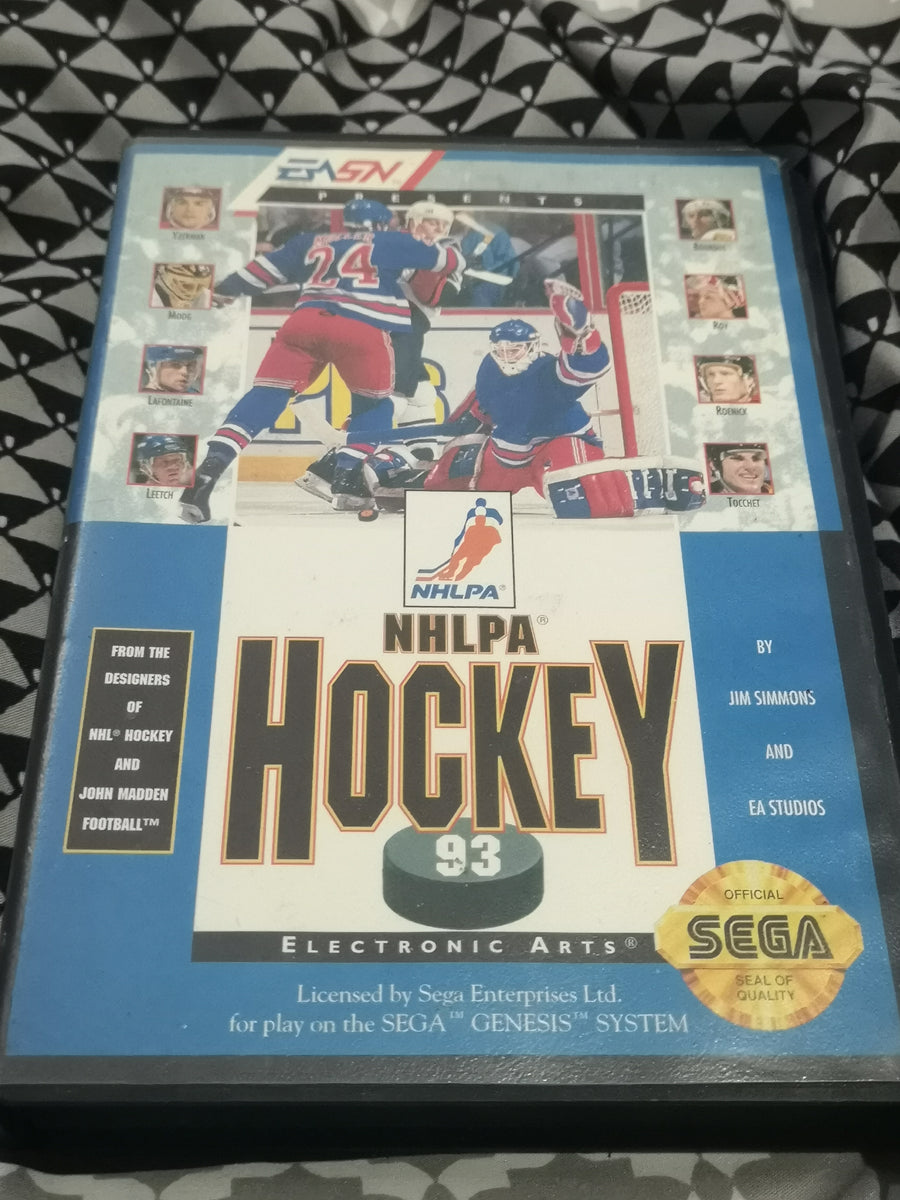 EASN
PRESENTS
YZERMAN
MOOG
LAFONTAINE
LEETCH
BOURQUE
ROY
ROENICK
TOCCHET
24
NHLPA®
NHLPA®
HOCKEY
93
FROM THE
DESIGNERS
OF
NHL® HOCKEY
AND
JOHN MADDEN
FOOTBALL™
BY
JIM SIMMONS
AND
EA STUDIOS
ELECTRONIC ARTS®
OFFICIAL
SEGA
SEAL OF
QUALITY
Licensed by Sega Enterprises Ltd.
for play on the SEGA™ GENESIS™ SYSTEM